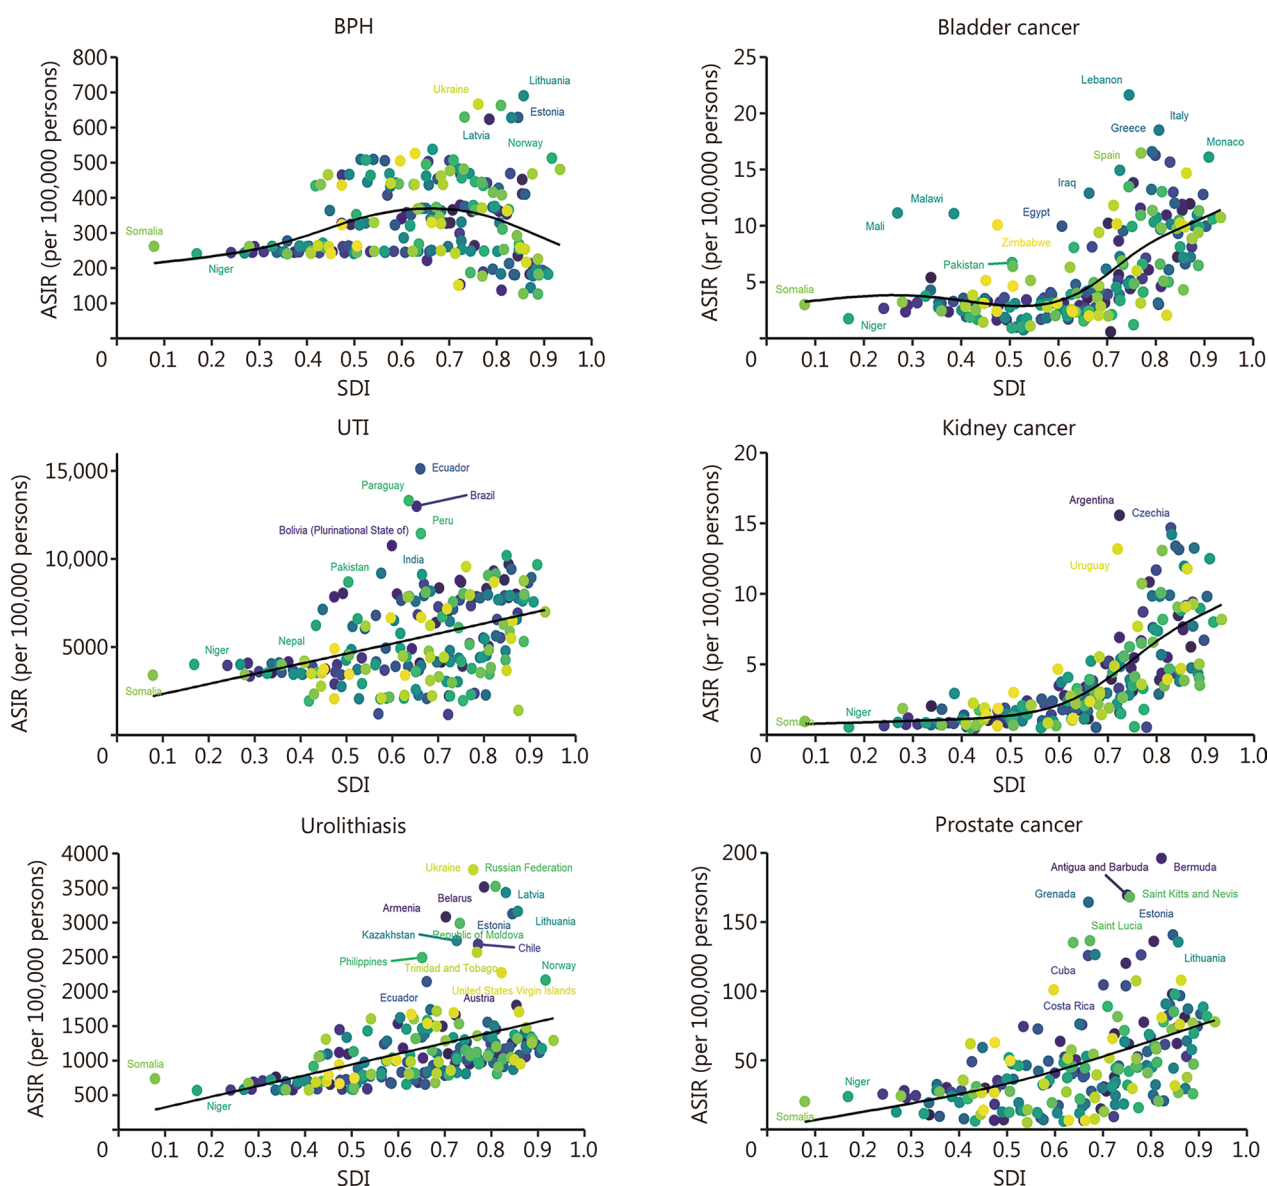 BPH
ASIR (per 100,000 persons)
800
700
600
500
400
300
200
100
0
0.1
0.2
0.3
0.4
0.5
0.6
0.7
0.8
0.9
1.0
SDI
Lithuania
Ukraine
Estonia
Latvia
Norway
Somalia
Niger
Bladder cancer
ASIR (per 100,000 persons)
25
20
15
10
5
0
0.1
0.2
0.3
0.4
0.5
0.6
0.7
0.8
0.9
1.0
SDI
Lebanon
Italy
Greece
Monaco
Spain
Iraq
Malawi
Egypt
Mali
Zimbabwe
Pakistan
Somalia
Niger
UTI
ASIR (per 100,000 persons)
15,000
10,000
5000
0
0.1
0.2
0.3
0.4
0.5
0.6
0.7
0.8
0.9
1.0
SDI
Ecuador
Paraguay
Brazil
Peru
Bolivia (Plurinational State of)
India
Pakistan
Nepal
Niger
Somalia
Kidney cancer
ASIR (per 100,000 persons)
20
15
10
5
0
0.1
0.2
0.3
0.4
0.5
0.6
0.7
0.8
0.9
1.0
SDI
Argentina
Czechia
Uruguay
Niger
Somalia
Urolithiasis
ASIR (per 100,000 persons)
4000
3500
3000
2500
2000
1500
1000
500
0
0.1
0.2
0.3
0.4
0.5
0.6
0.7
0.8
0.9
1.0
SDI
Ukraine
Russian Federation
Belarus
Latvia
Armenia
Lithuania
Estonia
Kazakhstan
Republic of Moldova
Chile
Philippines
Trinidad and Tobago
Norway
United States Virgin Islands
Ecuador
Austria
Somalia
Niger
Prostate cancer
ASIR (per 100,000 persons)
200
150
100
50
0
0.1
0.2
0.3
0.4
0.5
0.6
0.7
0.8
0.9
1.0
SDI
Antigua and Barbuda
Bermuda
Grenada
Saint Kitts and Nevis
Estonia
Saint Lucia
Lithuania
Cuba
Costa Rica
Niger
Somalia